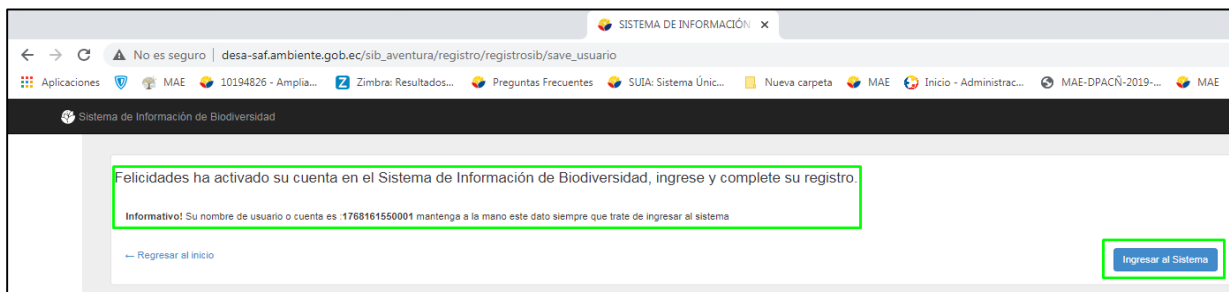 SISTEMA DE INFORMACIÓN
No es seguro | desa-saf.ambiente.gob.ec/sib_aventura/registro/registrosib/save_usuario
Aplicaciones MAE 10194826 - Amplia... Zimbra: Resultados... Preguntas Frecuentes SUIA: Sistema Únic... Nueva carpeta MAE Inicio - Administrac... MAE-DPACÑ-2019-... MAE
Sistema de Información de Biodiversidad
Felicidades ha activado su cuenta en el Sistema de Información de Biodiversidad, ingrese y complete su registro.
Informativo! Su nombre de usuario o cuenta es :1768161550001 mantenga a la mano este dato siempre que trate de ingresar al sistema
← Regresar al inicio
Ingresar al Sistema